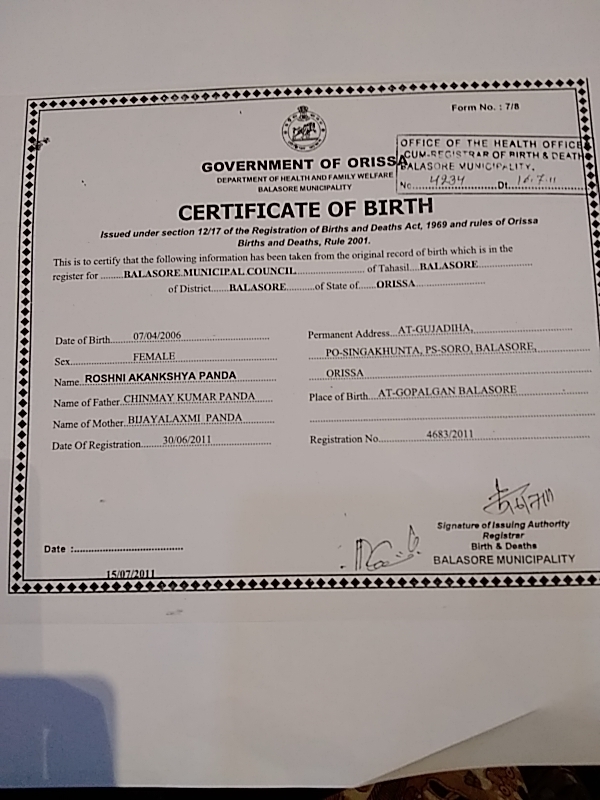 Form No. : 7/8
OFFICE OF THE HEALTH OFFICE
CUM-REGISTRAR OF BIRTH & DEATH
BALASORE MUNICIPALITY.
No. 4934 Dt. 16.7.11
GOVERNMENT OF ORISSA
DEPARTMENT OF HEALTH AND FAMILY WELFARE
BALASORE MUNICIPALITY
CERTIFICATE OF BIRTH
Issued under section 12/17 of the Registration of Births and Deaths Act, 1969 and rules of Orissa
Births and Deaths, Rule 2001.
This is to certify that the following information has been taken from the original record of birth which is in the
register for ........BALASORE MUNICIPAL COUNCIL........................ of Tahasil....BALASORE....................
of District......BALASORE..........of State of........ORISSA........................
Date of Birth........07/04/2006
Sex........FEMALE
Name..ROSHNI AKANKSHYA PANDA
Name of Father..CHINMAY KUMAR PANDA
Name of Mother..BIJAYALAXMI PANDA
Date Of Registration........30/06/2011
Permanent Address...AT-GUJADIHA,
PO-SINGAKHUNTA, PS-SORO, BALASORE,
ORISSA
Place of Birth...AT-GOPALGAN BALASORE
Registration No........4683/2011
Signature of Issuing Authority
Registrar
Birth & Deaths
BALASORE MUNICIPALITY
Date :................................
15/07/2011